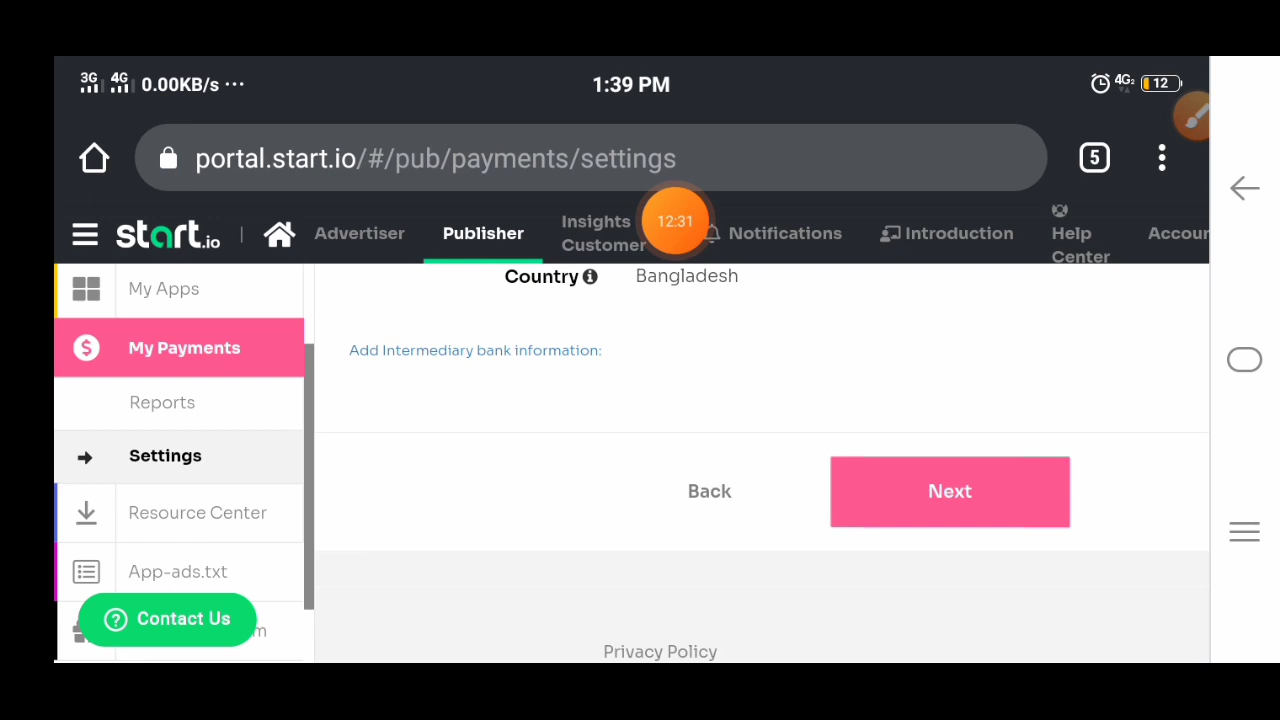 3G 4G 0.00KB/s ··· 1:39 PM 4G 12
portal.start.io/#/pub/payments/settings 5
start.io | Advertiser Publisher Insights Customer 12:31 Notifications Introduction Help Center Accoun
My Apps
Country Bangladesh
My Payments
Add Intermediary bank information:
Reports
Settings
Back Next
Resource Center
App-ads.txt
Contact Us
m
Privacy Policy